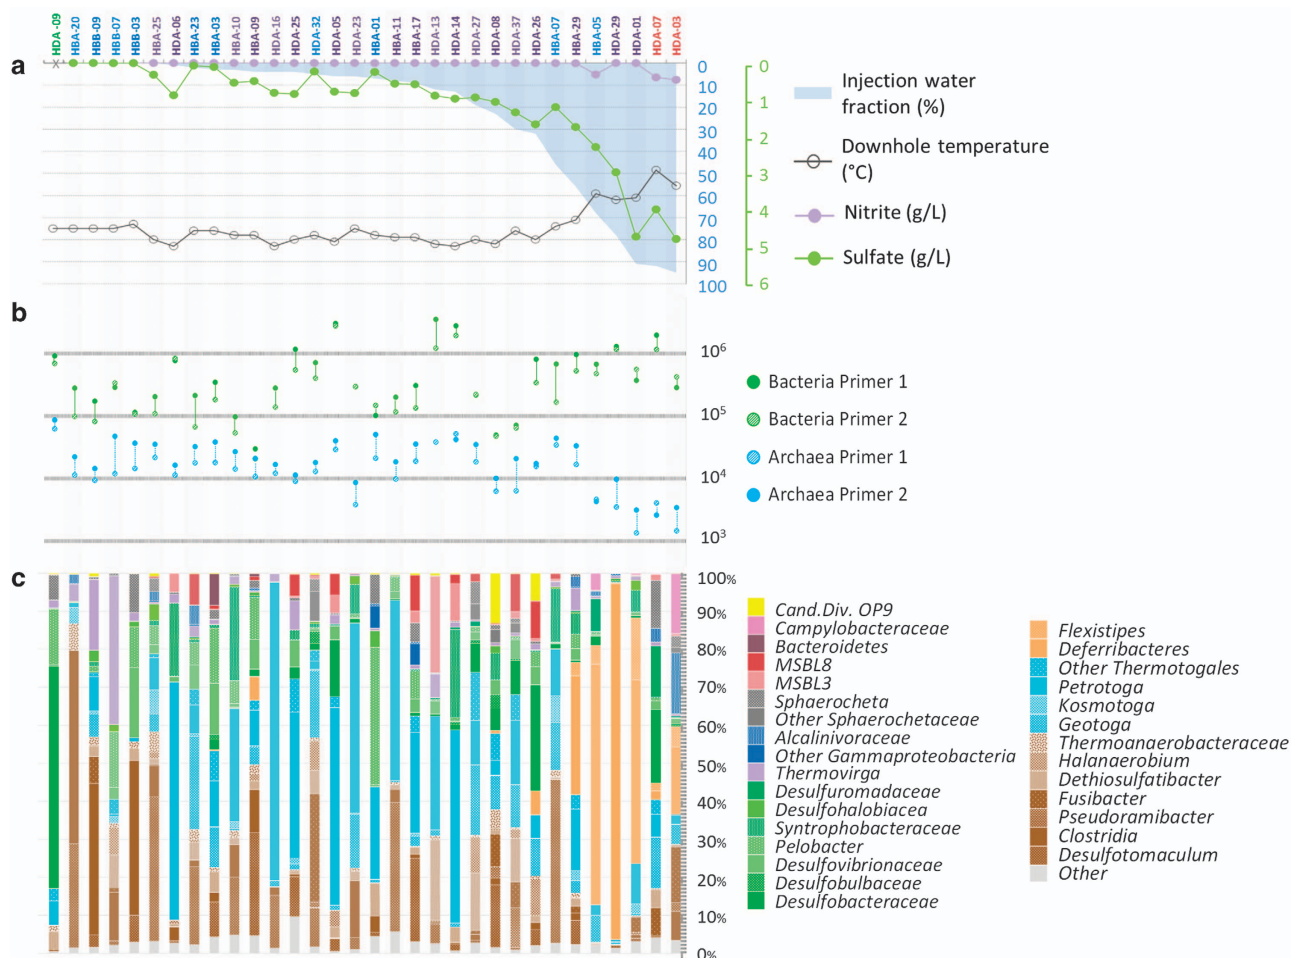 HDA-09 HBA-20 HBB-09 HBB-07 HBB-03 HBA-25 HDA-06 HBA-23 HBA-03 HBA-10 HBA-09 HDA-16 HDA-25 HDA-32 HDA-05 HDA-23 HBA-01 HBA-11 HBA-17 HDA-13 HDA-14 HDA-27 HDA-08 HDA-37 HDA-26 HBA-07 HBA-29 HBA-05 HDA-29 HDA-01 HDA-07 HDA-03
a
0
10
20
30
40
50
60
70
80
90
100
0
1
2
3
4
5
6
Injection water
fraction (%)
Downhole temperature
(°C)
Nitrite (g/L)
Sulfate (g/L)
b
10⁶
10⁵
10⁴
10³
Bacteria Primer 1
Bacteria Primer 2
Archaea Primer 1
Archaea Primer 2
c
100%
90%
80%
70%
60%
50%
40%
30%
20%
10%
0%
Cand.Div. OP9
Campylobacteraceae
Bacteroidetes
MSBL8
MSBL3
Sphaerocheta
Other Sphaerochetaceae
Alcalinivoraceae
Other Gammaproteobacteria
Thermovirga
Desulfuromadaceae
Desulfohalobiacea
Syntrophobacteraceae
Pelobacter
Desulfovibrionaceae
Desulfobulbaceae
Desulfobacteraceae
Flexistipes
Deferribacteres
Other Thermotogales
Petrotoga
Kosmotoga
Geotoga
Thermoanaerobacteraceae
Halanaerobium
Dethiosulfatibacter
Fusibacter
Pseudoramibacter
Clostridia
Desulfotomaculum
Other